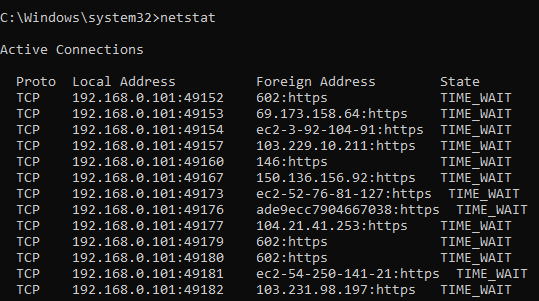 C:\Windows\system32>netstat
Active Connections
Proto  Local Address          Foreign Address        State
TCP    192.168.0.101:49152    602:https              TIME_WAIT
TCP    192.168.0.101:49153    69.173.158.64:https    TIME_WAIT
TCP    192.168.0.101:49154    ec2-3-92-104-91:https  TIME_WAIT
TCP    192.168.0.101:49157    103.229.10.211:https   TIME_WAIT
TCP    192.168.0.101:49160    146:https              TIME_WAIT
TCP    192.168.0.101:49167    150.136.156.92:https   TIME_WAIT
TCP    192.168.0.101:49173    ec2-52-76-81-127:https  TIME_WAIT
TCP    192.168.0.101:49176    ade9ecc7904667038:https  TIME_WAIT
TCP    192.168.0.101:49177    104.21.41.253:https    TIME_WAIT
TCP    192.168.0.101:49179    602:https              TIME_WAIT
TCP    192.168.0.101:49180    602:https              TIME_WAIT
TCP    192.168.0.101:49181    ec2-54-250-141-21:https  TIME_WAIT
TCP    192.168.0.101:49182    103.231.98.197:https   TIME_WAIT